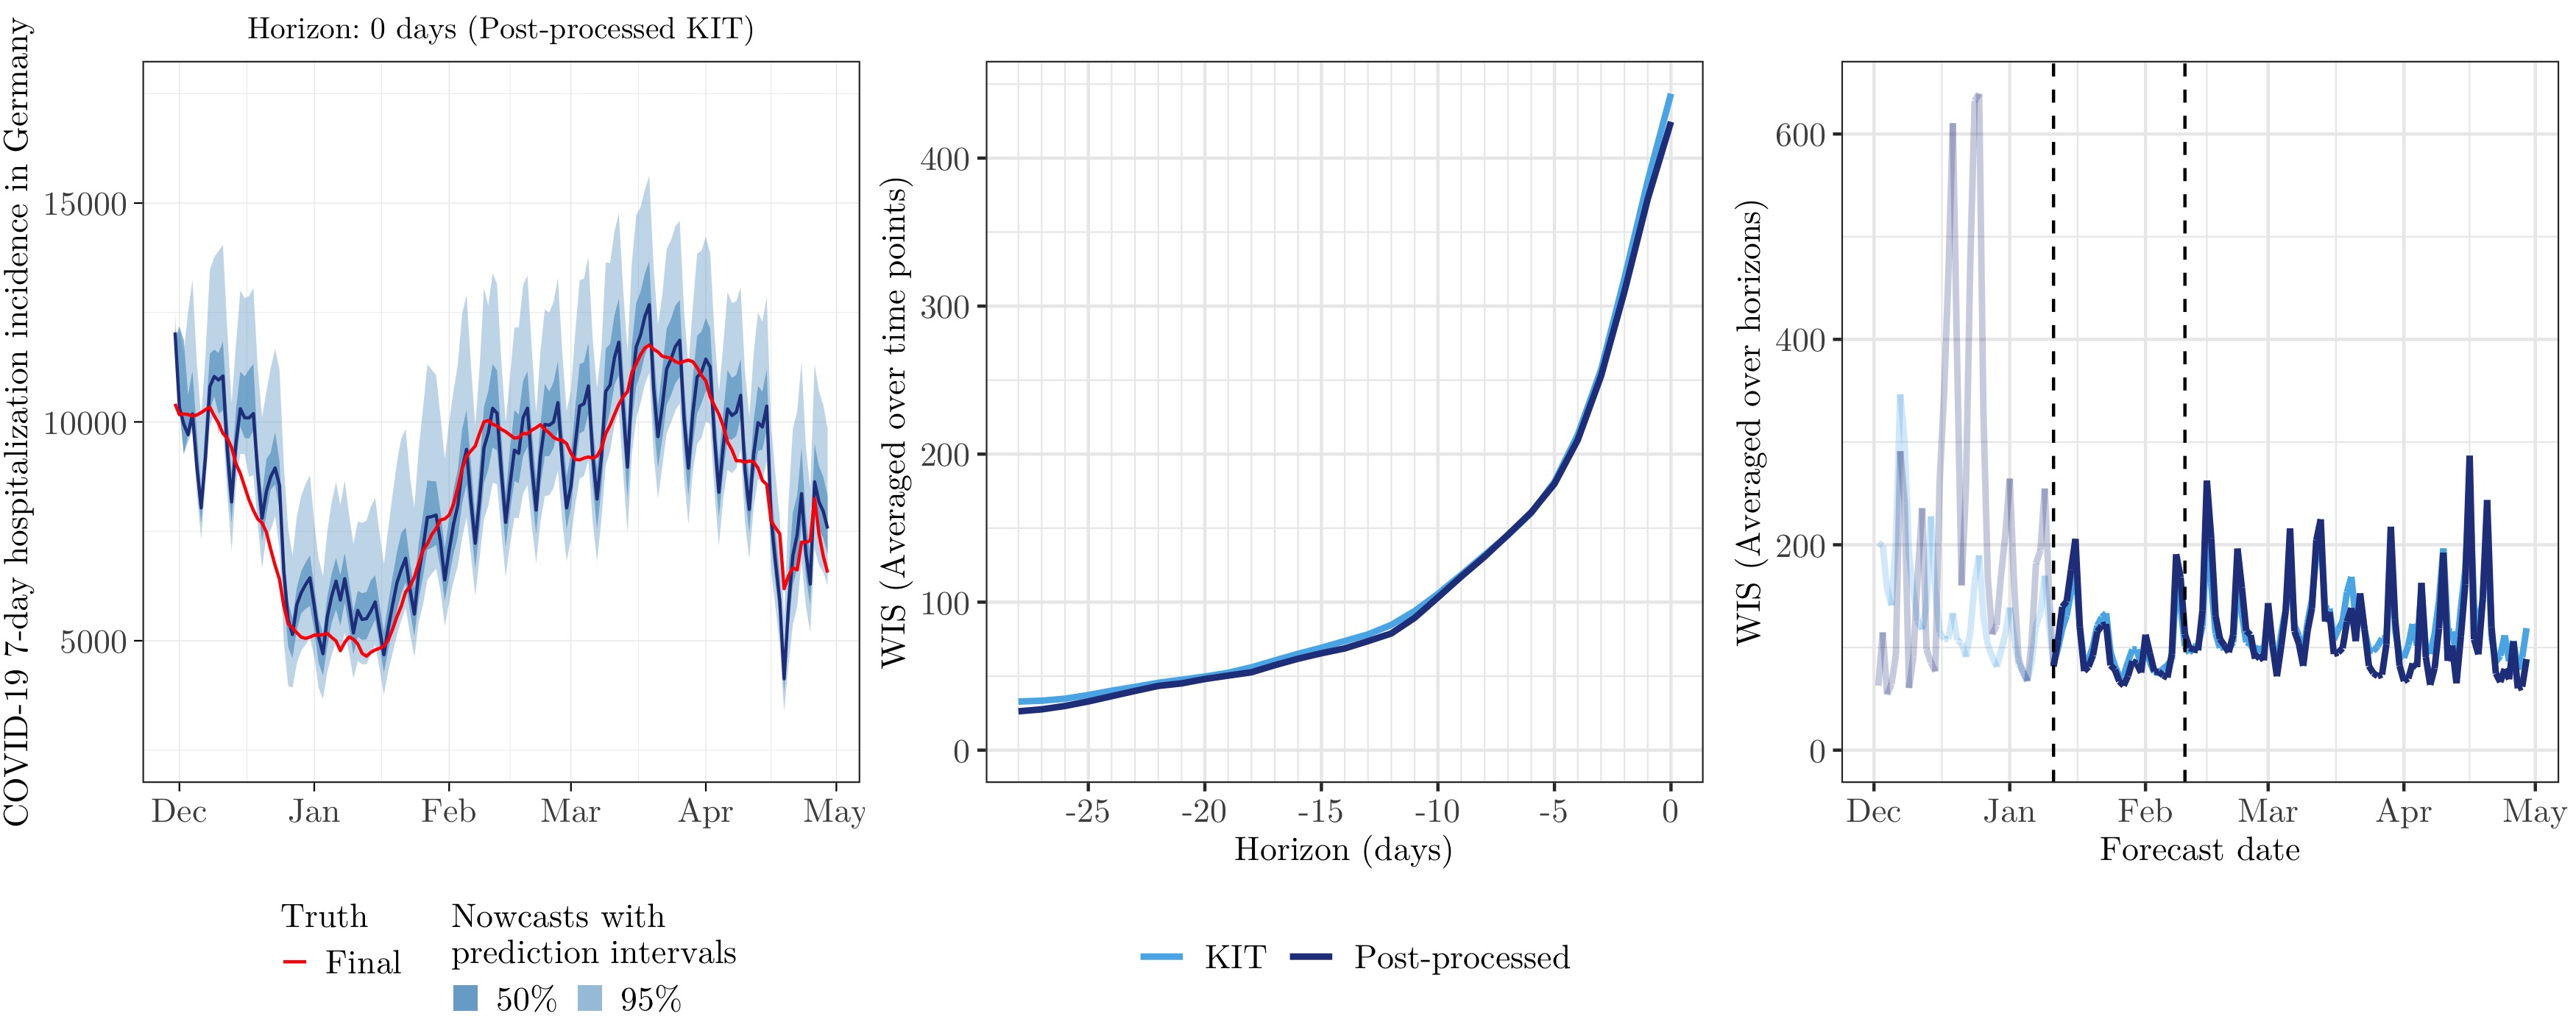 Horizon: 0 days (Post-processed KIT)
COVID-19 7-day hospitalization incidence in Germany
15000
10000
5000
Dec Jan Feb Mar Apr May
Truth
Final
Nowcasts with
prediction intervals
50% 95%
WIS (Averaged over time points)
400
300
200
100
0
-25 -20 -15 -10 -5 0
Horizon (days)
KIT Post-processed
WIS (Averaged over horizons)
600
400
200
0
Dec Jan Feb Mar Apr May
Forecast date